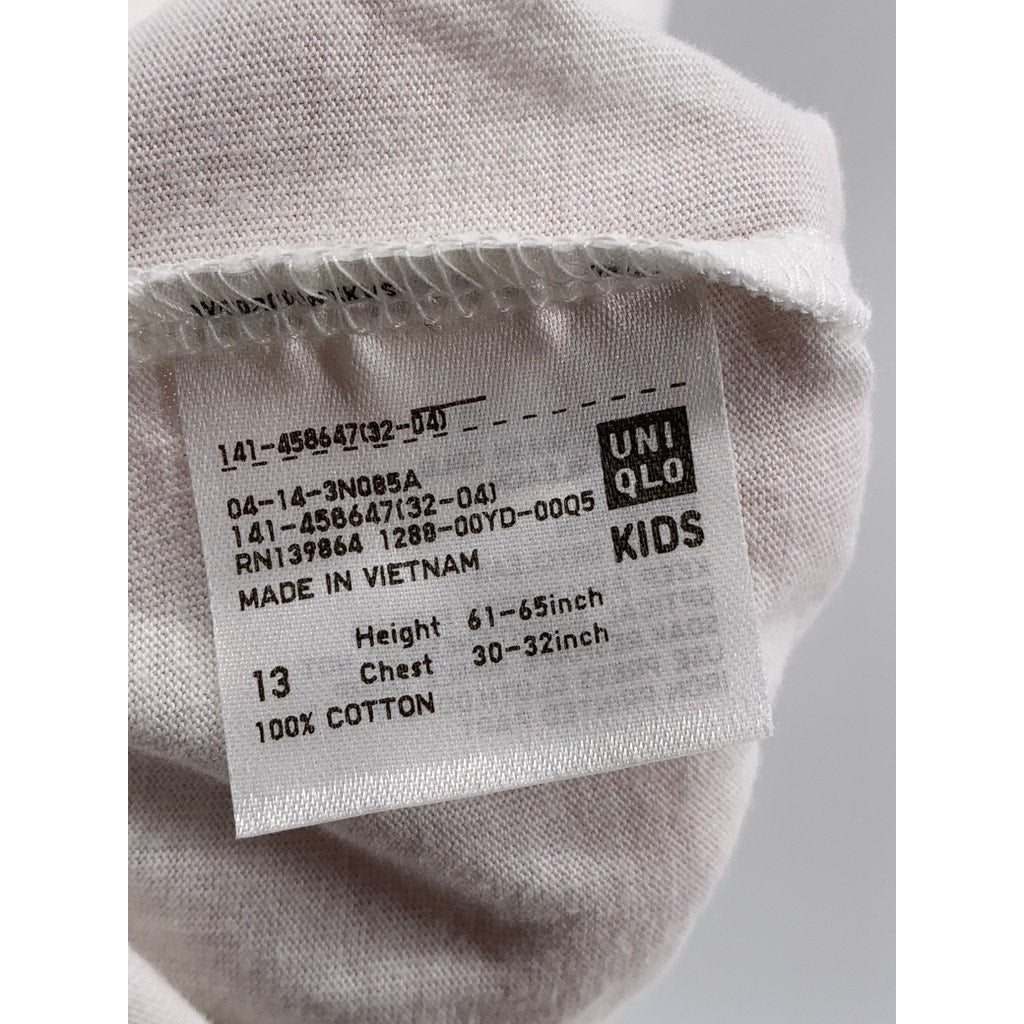 141-458647(32-04)
04-14-3N085A
141-458647(32-04)
RN139864 1288-00YD-00Q5
MADE IN VIETNAM
UNI
QLO
KIDS
Height 61-65inch
13 Chest 30-32inch
100% COTTON